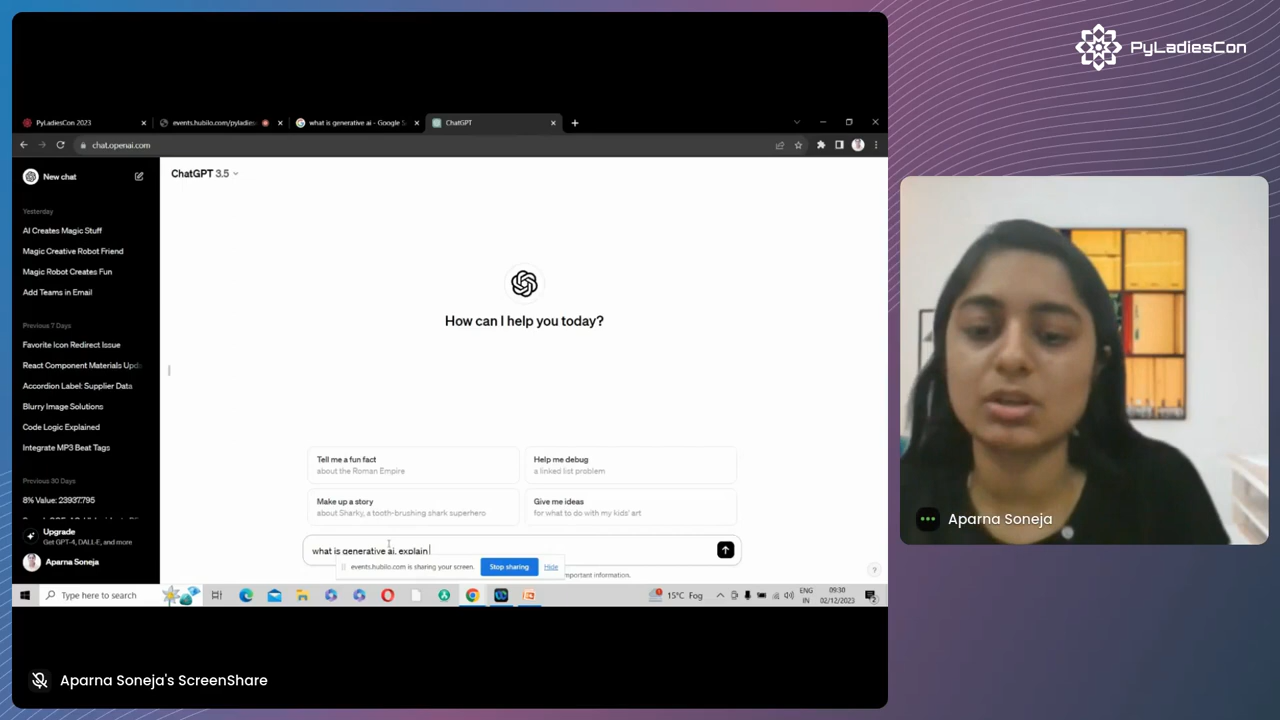 PyLadiesCon
PyLadiesCon 2023
events.hubilo.com/pyladies
what is generative ai - Google S
ChatGPT
chat.openai.com
New chat
ChatGPT 3.5
Yesterday
AI Creates Magic Stuff
Magic Creative Robot Friend
Magic Robot Creates Fun
Add Teams in Email
Previous 7 Days
Favorite Icon Redirect Issue
React Component Materials Upd
Accordion Label: Supplier Data
Blurry Image Solutions
Code Logic Explained
Integrate MP3 Beat Tags
Previous 30 Days
8% Value: 23937.795
Upgrade
Get GPT-4, DALL·E, and more
Aparna Soneja
How can I help you today?
Tell me a fun fact
about the Roman Empire
Help me debug
a linked list problem
Make up a story
about Sharky, a tooth-brushing shark superhero
Give me ideas
for what to do with my kids' art
what is generative ai, explain
events.hubilo.com is sharing your screen.
Stop sharing
Hide
important information.
?
Type here to search
15°C Fog
ENG
IN
09:30
02/12/2023
Aparna Soneja
Aparna Soneja's ScreenShare